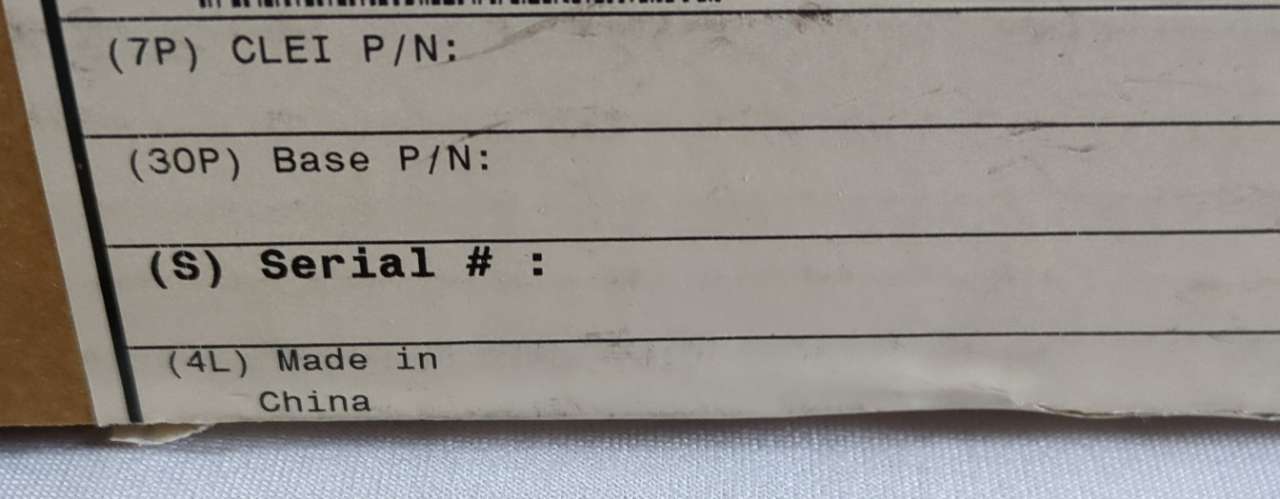 (7P) CLEI P/N:
(30P) Base P/N:
(S) Serial # :
(4L) Made in
China